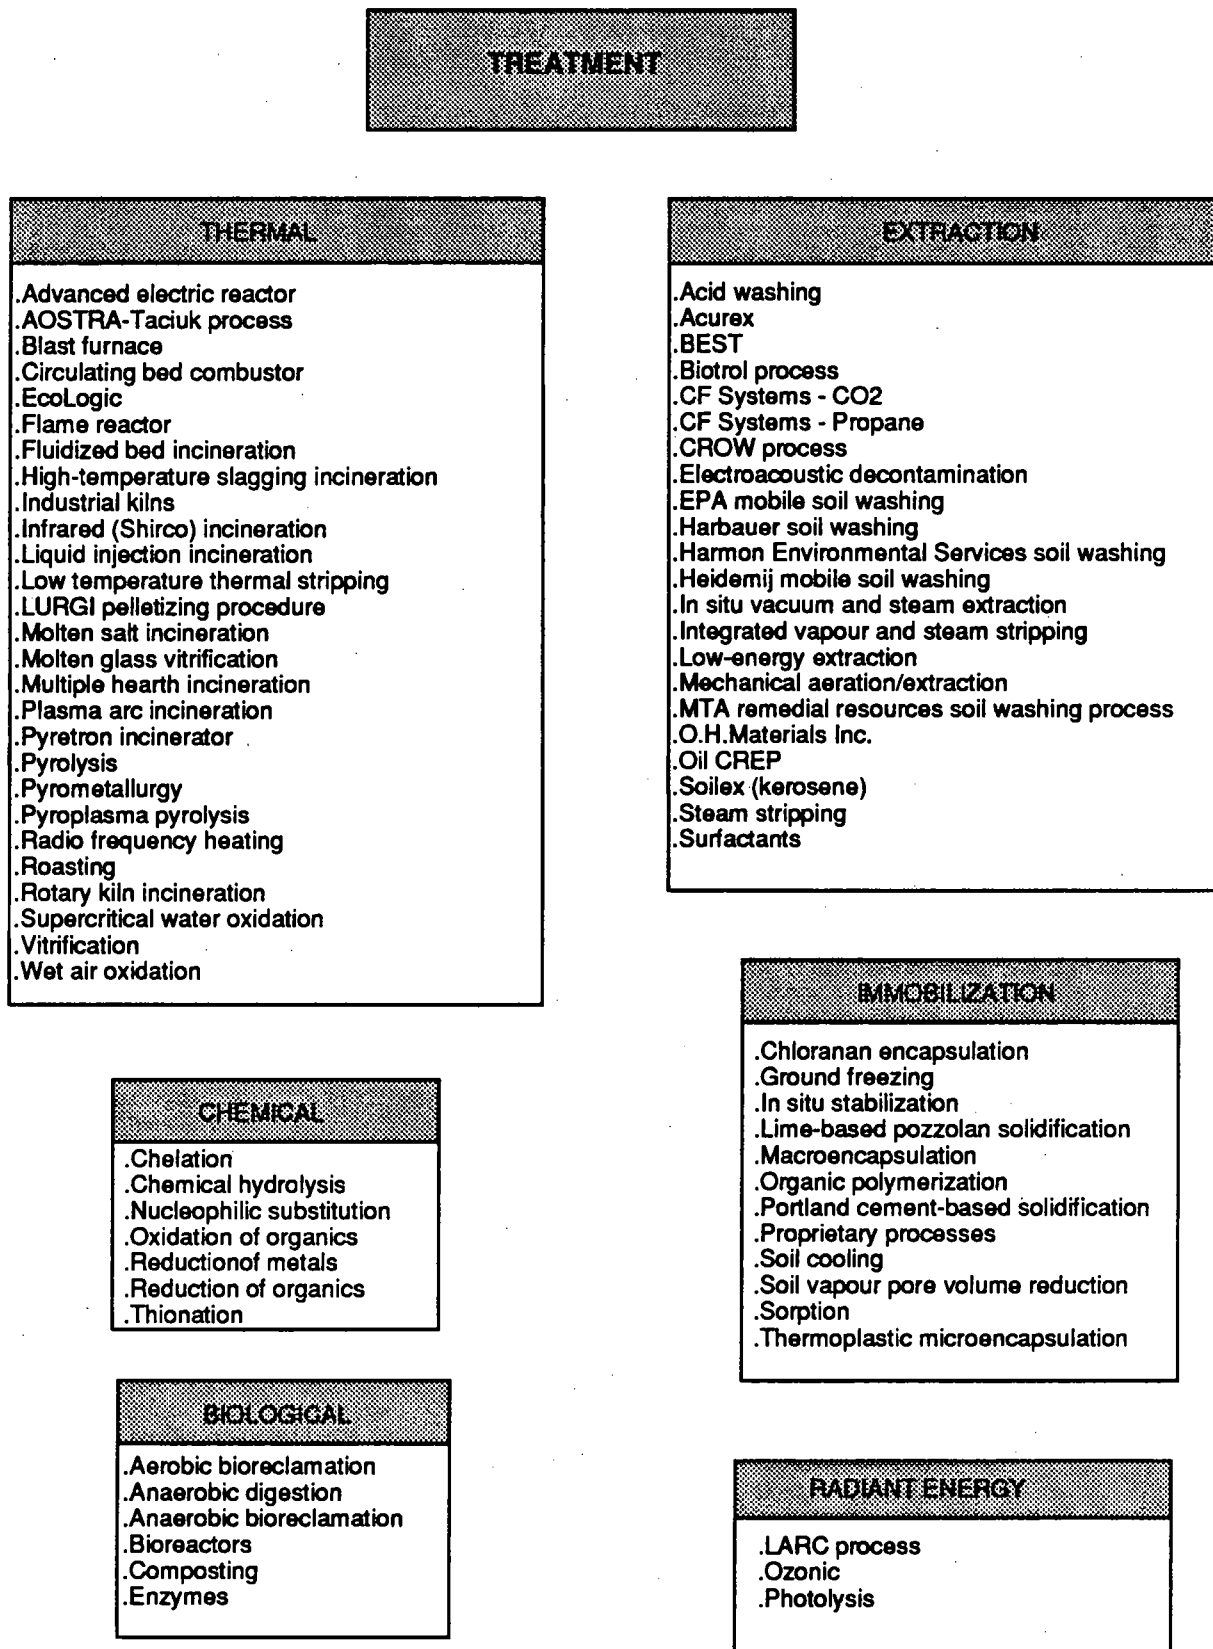 TREATMENT
THERMAL
.Advanced electric reactor
.AOSTRA-Taciuk process
.Blast furnace
.Circulating bed combustor
.EcoLogic
.Flame reactor
.Fluidized bed incineration
.High-temperature slagging incineration
.Industrial kilns
.Infrared (Shirco) incineration
.Liquid injection incineration
.Low temperature thermal stripping
.LURGI pelletizing procedure
.Molten salt incineration
.Molten glass vitrification
.Multiple hearth incineration
.Plasma arc incineration
.Pyretron incinerator
.Pyrolysis
.Pyrometallurgy
.Pyroplasma pyrolysis
.Radio frequency heating
.Roasting
.Rotary kiln incineration
.Supercritical water oxidation
.Vitrification
.Wet air oxidation
EXTRACTION
.Acid washing
.Acurex
.BEST
.Biotrol process
.CF Systems - CO2
.CF Systems - Propane
.CROW process
.Electroacoustic decontamination
.EPA mobile soil washing
.Harbauer soil washing
.Harmon Environmental Services soil washing
.Heidemij mobile soil washing
.In situ vacuum and steam extraction
.Integrated vapour and steam stripping
.Low-energy extraction
.Mechanical aeration/extraction
.MTA remedial resources soil washing process
.O.H.Materials Inc.
.Oil CREP
.Soilex (kerosene)
.Steam stripping
.Surfactants
CHEMICAL
.Chelation
.Chemical hydrolysis
.Nucleophilic substitution
.Oxidation of organics
.Reductionof metals
.Reduction of organics
.Thionation
IMMOBILIZATION
.Chloranan encapsulation
.Ground freezing
.In situ stabilization
.Lime-based pozzolan solidification
.Macroencapsulation
.Organic polymerization
.Portland cement-based solidification
.Proprietary processes
.Soil cooling
.Soil vapour pore volume reduction
.Sorption
.Thermoplastic microencapsulation
BIOLOGICAL
.Aerobic bioreclamation
.Anaerobic digestion
.Anaerobic bioreclamation
.Bioreactors
.Composting
.Enzymes
RADIANT ENERGY
.LARC process
.Ozonic
.Photolysis